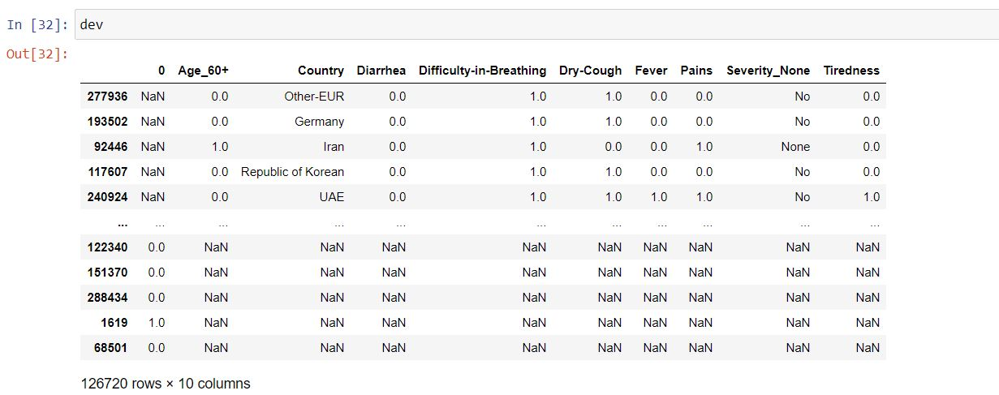 In [32]: dev
Out[32]:
0 Age_60+ Country Diarrhea Difficulty-in-Breathing Dry-Cough Fever Pains Severity_None Tiredness
277936 NaN 0.0 Other-EUR 0.0 1.0 1.0 0.0 0.0 No 0.0
193502 NaN 0.0 Germany 0.0 1.0 1.0 0.0 0.0 No 0.0
92446 NaN 1.0 Iran 0.0 1.0 0.0 0.0 1.0 None 0.0
117607 NaN 0.0 Republic of Korean 0.0 1.0 1.0 0.0 0.0 No 0.0
240924 NaN 0.0 UAE 0.0 1.0 1.0 1.0 1.0 No 1.0
... ... ... ... ... ... ... ... ... ... ...
122340 0.0 NaN NaN NaN NaN NaN NaN NaN NaN NaN
151370 0.0 NaN NaN NaN NaN NaN NaN NaN NaN NaN
288434 0.0 NaN NaN NaN NaN NaN NaN NaN NaN NaN
1619 1.0 NaN NaN NaN NaN NaN NaN NaN NaN NaN
68501 0.0 NaN NaN NaN NaN NaN NaN NaN NaN NaN
126720 rows × 10 columns